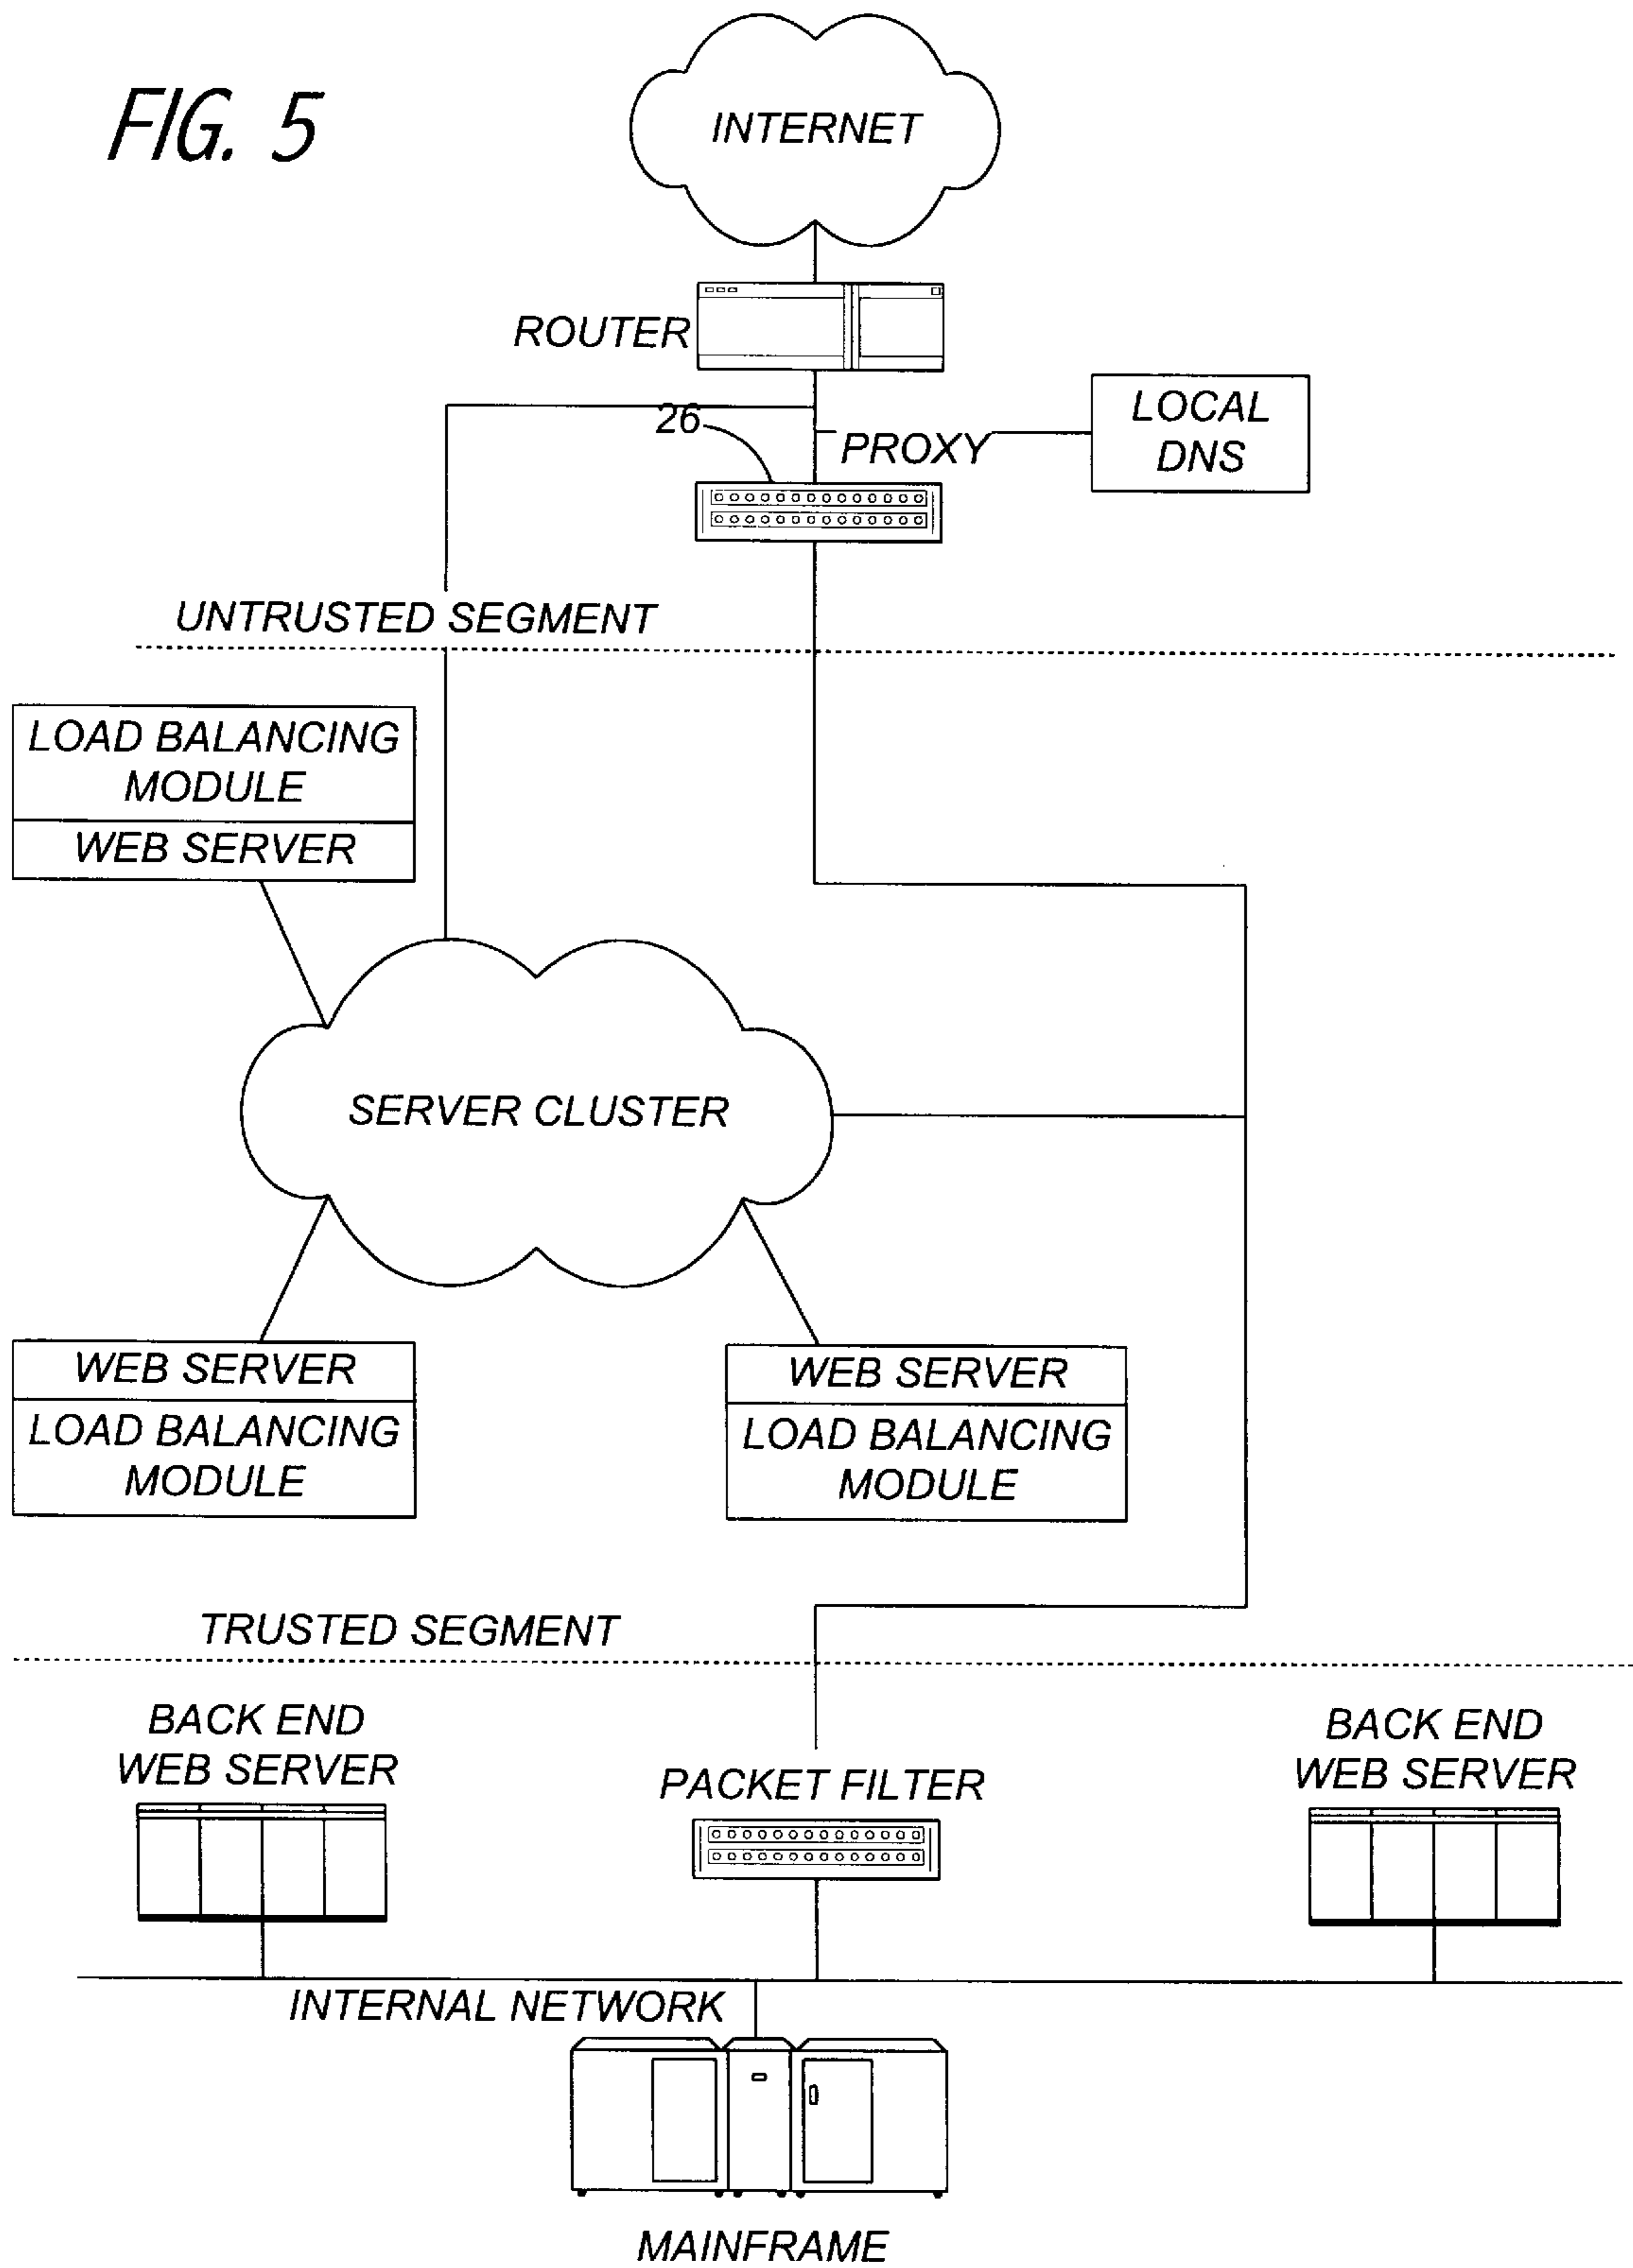 FIG. 5
INTERNET
ROUTER
26
PROXY
LOCAL
DNS
UNTRUSTED SEGMENT
LOAD BALANCING
MODULE
WEB SERVER
SERVER CLUSTER
WEB SERVER
LOAD BALANCING
MODULE
WEB SERVER
LOAD BALANCING
MODULE
TRUSTED SEGMENT
BACK END
WEB SERVER
PACKET FILTER
BACK END
WEB SERVER
INTERNAL NETWORK
MAINFRAME